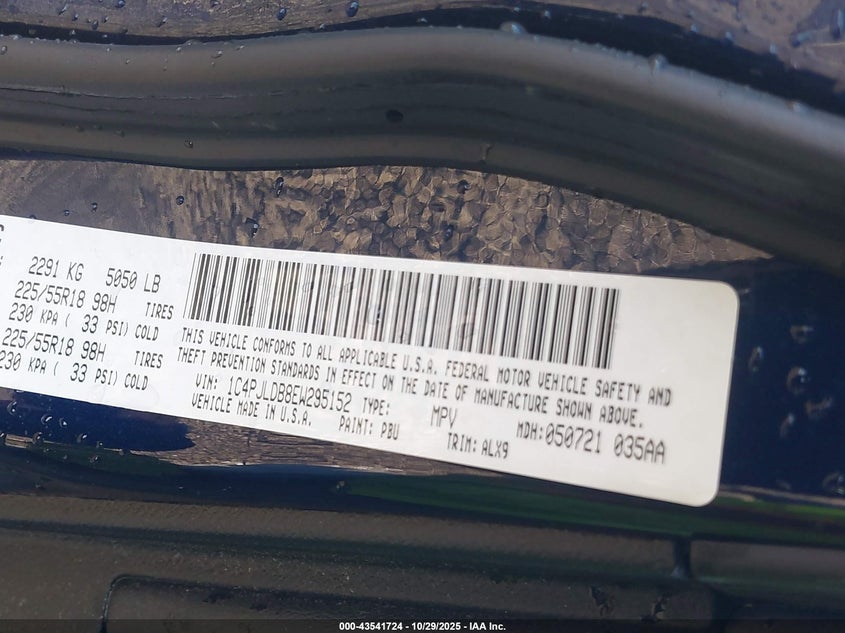 2291 KG 5050 LB
225/55R18 98H TIRES
230 KPA ( 33 PSI) COLD
225/55R18 98H TIRES
230 KPA ( 33 PSI) COLD
THIS VEHICLE CONFORMS TO ALL APPLICABLE U.S.A. FEDERAL MOTOR VEHICLE SAFETY AND
THEFT PREVENTION STANDARDS IN EFFECT ON THE DATE OF MANUFACTURE SHOWN ABOVE.
VIN: 1C4PJLDB8EW295152 TYPE: MPV MDH:050721 035AA
VEHICLE MADE IN U.S.A. PAINT: PBU TRIM: ALX9
000-43541724 - 10/29/2025 - IAA Inc.